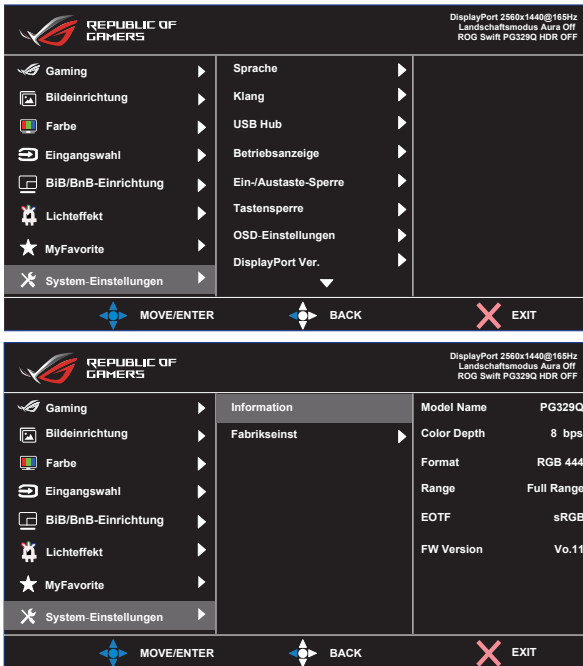 REPUBLIC OF
GAMERS
DisplayPort 2560x1440@165Hz
Landschaftsmodus Aura Off
ROG Swift PG329Q HDR OFF
Gaming
Bildeinrichtung
Farbe
Eingangswahl
BiB/BnB-Einrichtung
Lichteffekt
MyFavorite
System-Einstellungen
Sprache
Klang
USB Hub
Betriebsanzeige
Ein-/Austaste-Sperre
Tastensperre
OSD-Einstellungen
DisplayPort Ver.
MOVE/ENTER
BACK
EXIT
REPUBLIC OF
GAMERS
DisplayPort 2560x1440@165Hz
Landschaftsmodus Aura Off
ROG Swift PG329Q HDR OFF
Gaming
Bildeinrichtung
Farbe
Eingangswahl
BiB/BnB-Einrichtung
Lichteffekt
MyFavorite
System-Einstellungen
Information
Fabrikseinst
Model Name PG329Q
Color Depth 8 bps
Format RGB 444
Range Full Range
EOTF sRGB
FW Version Vo.11
MOVE/ENTER
BACK
EXIT